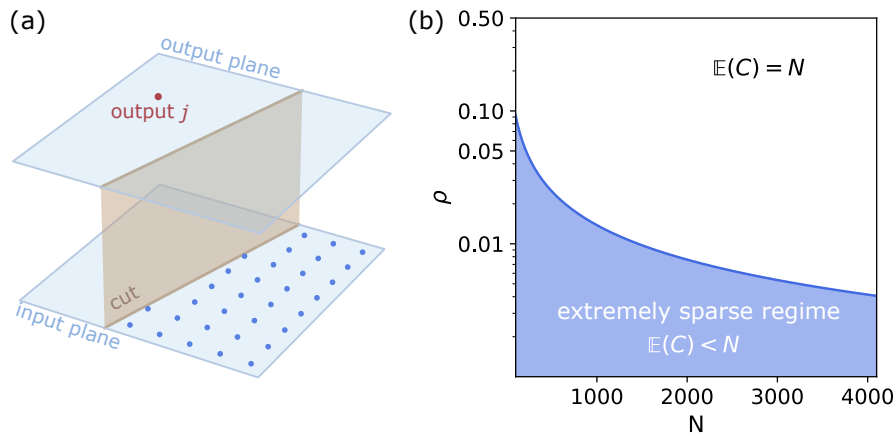 (a)
output plane
output j
cut
input plane
(b)
0.50
0.10
0.05
0.01
ρ
𝔼(C) = N
extremely sparse regime
𝔼(C) < N
1000 2000 3000 4000
N